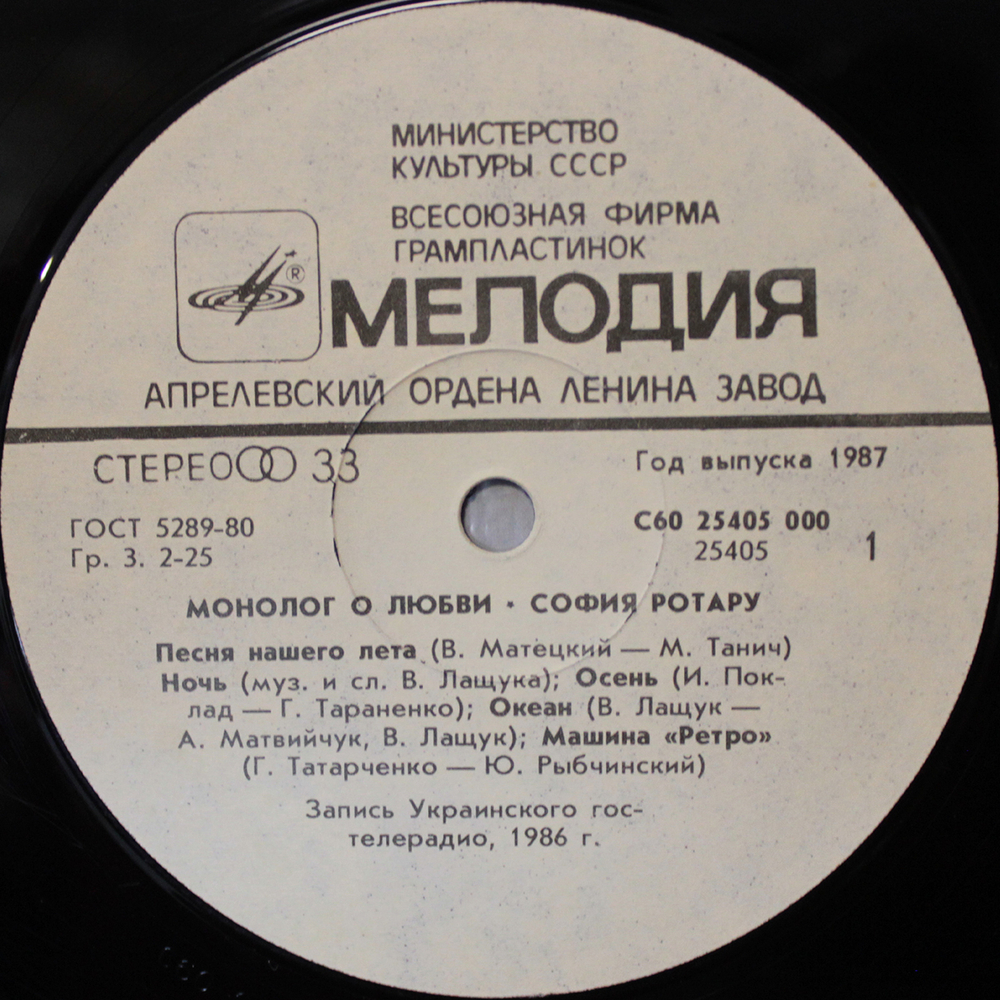 МИНИСТЕРСТВО
КУЛЬТУРЫ СССР
ВСЕСОЮЗНАЯ ФИРМА
ГРАМПЛАСТИНОК
®
МЕЛОДИЯ
АПРЕЛЕВСКИЙ ОРДЕНА ЛЕНИНА ЗАВОД
СТЕРЕО 33
Год выпуска 1987
ГОСТ 5289-80
Гр. 3. 2-25
С60 25405 000
25405
1
МОНОЛОГ О ЛЮБВИ · СОФИЯ РОТАРУ
Песня нашего лета (В. Матецкий — М. Танич)
Ночь (муз. и сл. В. Лащука); Осень (И. Пок-
лад — Г. Тараненко); Океан (В. Лащук —
А. Матвийчук, В. Лащук); Машина «Ретро»
(Г. Татарченко — Ю. Рыбчинский)
Запись Украинского гос-
телерадио, 1986 г.